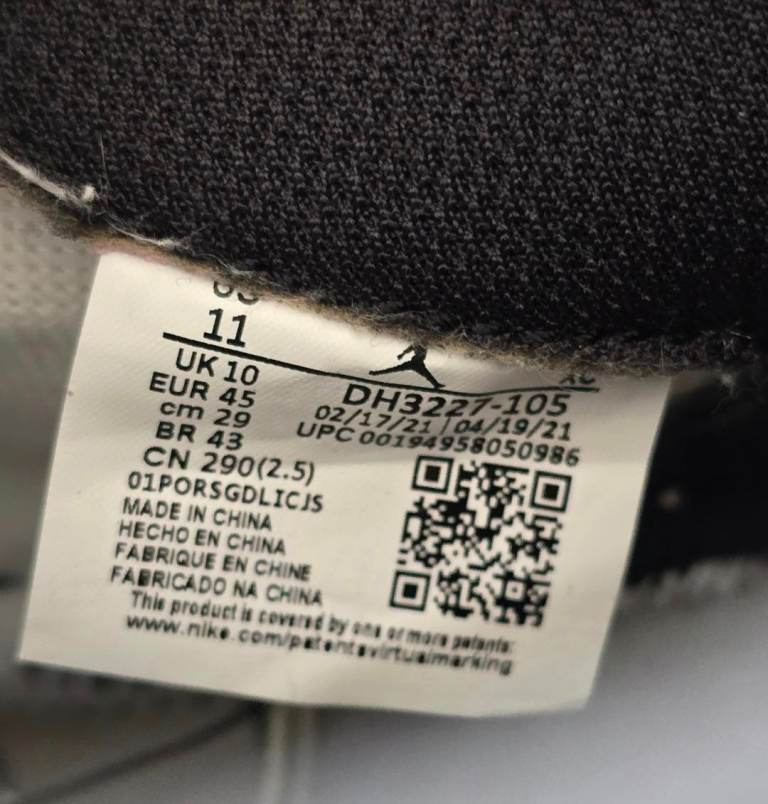 US
11
UK 10
EUR 45
cm 29
BR 43
CN 290(2.5)
01PORSGDLICJS
MADE IN CHINA
HECHO EN CHINA
FABRIQUE EN CHINE
FABRICADO NA CHINA
DH3227-105
02/17/21 | 04/19/21
UPC 00194958050986
This product is covered by one or more patents:
www.nike.com/patentsvirtualmarking